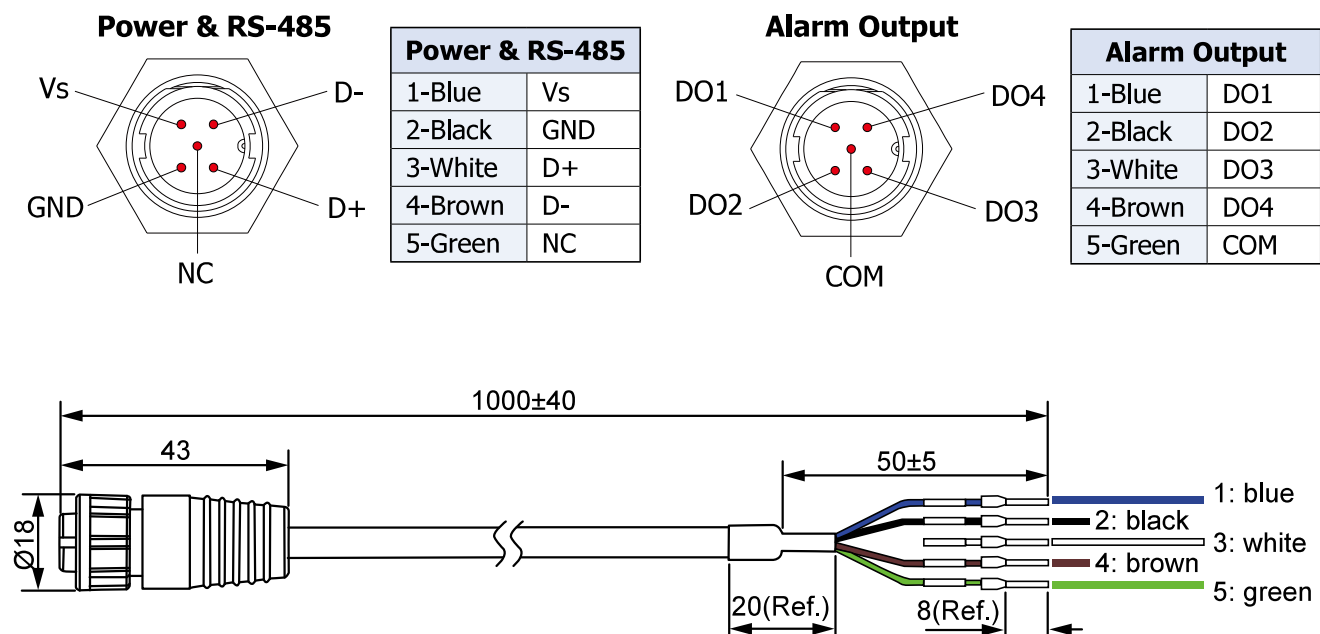 Power & RS-485
Vs
D-
GND
D+
NC
Power & RS-485
1-Blue Vs
2-Black GND
3-White D+
4-Brown D-
5-Green NC
Alarm Output
DO1
DO4
DO2
DO3
COM
Alarm Output
1-Blue DO1
2-Black DO2
3-White DO3
4-Brown DO4
5-Green COM
1000±40
43
50±5
Ø18
1: blue
2: black
3: white
4: brown
5: green
20(Ref.)
8(Ref.)